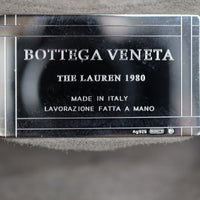 BOTTEGA VENETA
THE LAUREN 1980
MADE IN ITALY
LAVORAZIONE FATTA A MANO
Ag925